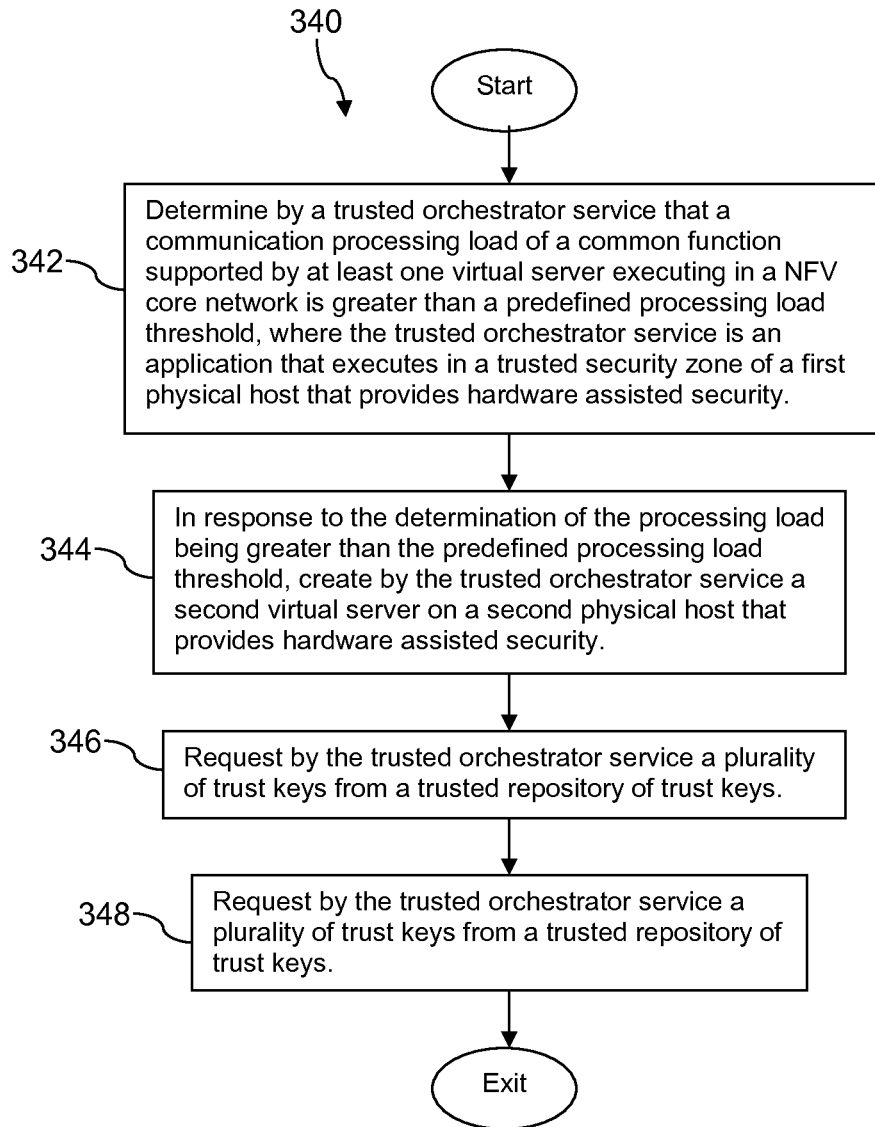 340
Start
342
Determine by a trusted orchestrator service that a
communication processing load of a common function
supported by at least one virtual server executing in a NFV
core network is greater than a predefined processing load
threshold, where the trusted orchestrator service is an
application that executes in a trusted security zone of a first
physical host that provides hardware assisted security.
344
In response to the determination of the processing load
being greater than the predefined processing load
threshold, create by the trusted orchestrator service a
second virtual server on a second physical host that
provides hardware assisted security.
346
Request by the trusted orchestrator service a plurality
of trust keys from a trusted repository of trust keys.
348
Request by the trusted orchestrator service a
plurality of trust keys from a trusted repository of
trust keys.
Exit